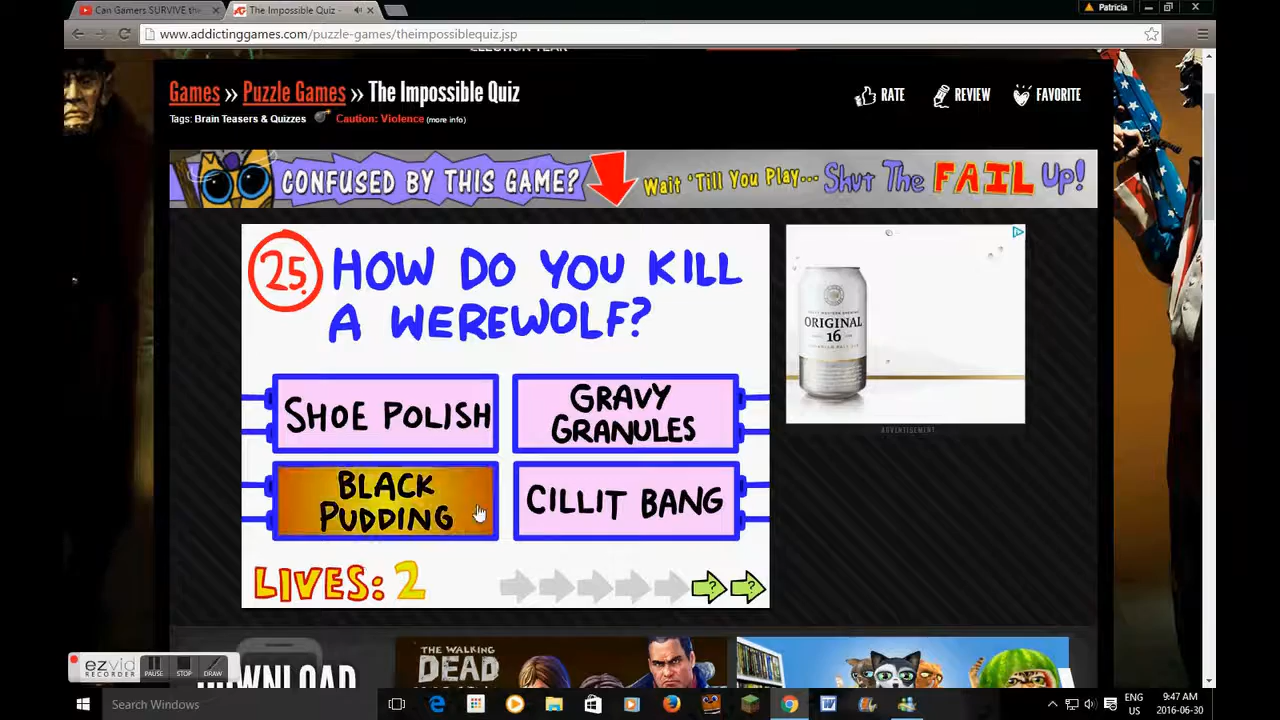 Can Gamers SURVIVE the
The Impossible Quiz -
Patricia
www.addictinggames.com/puzzle-games/theimpossiblequiz.jsp
ELECTION YEAR
Games » Puzzle Games » The Impossible Quiz
RATE
REVIEW
FAVORITE
Tags: Brain Teasers & Quizzes
Caution: Violence (more info)
CONFUSED BY THIS GAME?
Wait 'Till You Play... Shut The FAIL Up!
25. HOW DO YOU KILL
A WEREWOLF?
SHOE POLISH
GRAVY
GRANULES
BLACK
PUDDING
CILLIT BANG
LIVES: 2
? ?
ORIGINAL
16
ADVERTISEMENT
DOWNLOAD
THE WALKING
DEAD
ezvid
RECORDER
PAUSE
STOP
DRAW
Search Windows
ENG
US
9:47 AM
2016-06-30